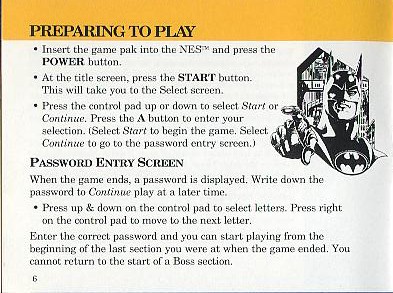 PREPARING TO PLAY
• Insert the game pak into the NES™ and press the
POWER button.
• At the title screen, press the START button.
This will take you to the Select screen.
• Press the control pad up or down to select Start or
Continue. Press the A button to enter your
selection. (Select Start to begin the game. Select
Continue to go to the password entry screen.)
PASSWORD ENTRY SCREEN
When the game ends, a password is displayed. Write down the
password to Continue play at a later time.
• Press up & down on the control pad to select letters. Press right
on the control pad to move to the next letter.
Enter the correct password and you can start playing from the
beginning of the last section you were at when the game ended. You
cannot return to the start of a Boss section.
6